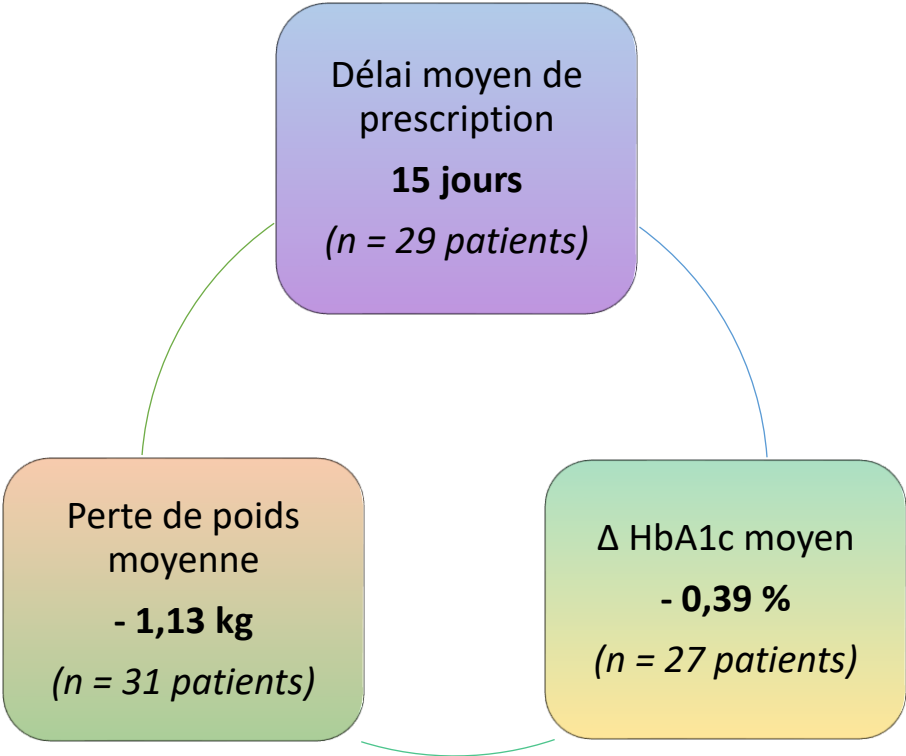 Délai moyen de
prescription
15 jours
(n = 29 patients)
Perte de poids
moyenne
- 1,13 kg
(n = 31 patients)
Δ HbA1c moyen
- 0,39 %
(n = 27 patients)